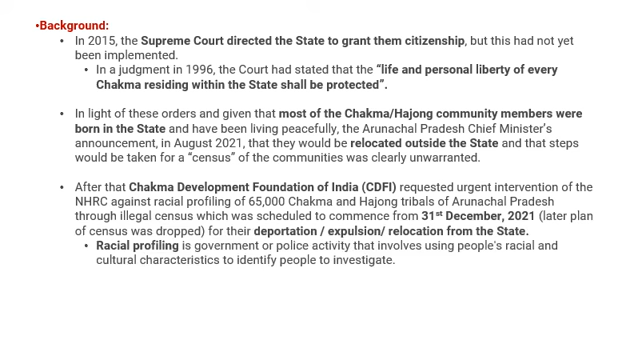 •Background:
• In 2015, the Supreme Court directed the State to grant them citizenship, but this had not yet
been implemented.
• In a judgment in 1996, the Court had stated that the “life and personal liberty of every
Chakma residing within the State shall be protected”.
• In light of these orders and given that most of the Chakma/Hajong community members were
born in the State and have been living peacefully, the Arunachal Pradesh Chief Minister’s
announcement, in August 2021, that they would be relocated outside the State and that steps
would be taken for a “census” of the communities was clearly unwarranted.
• After that Chakma Development Foundation of India (CDFI) requested urgent intervention of the
NHRC against racial profiling of 65,000 Chakma and Hajong tribals of Arunachal Pradesh
through illegal census which was scheduled to commence from 31st December, 2021 (later plan
of census was dropped) for their deportation / expulsion/ relocation from the State.
• Racial profiling is government or police activity that involves using people's racial and
cultural characteristics to identify people to investigate.